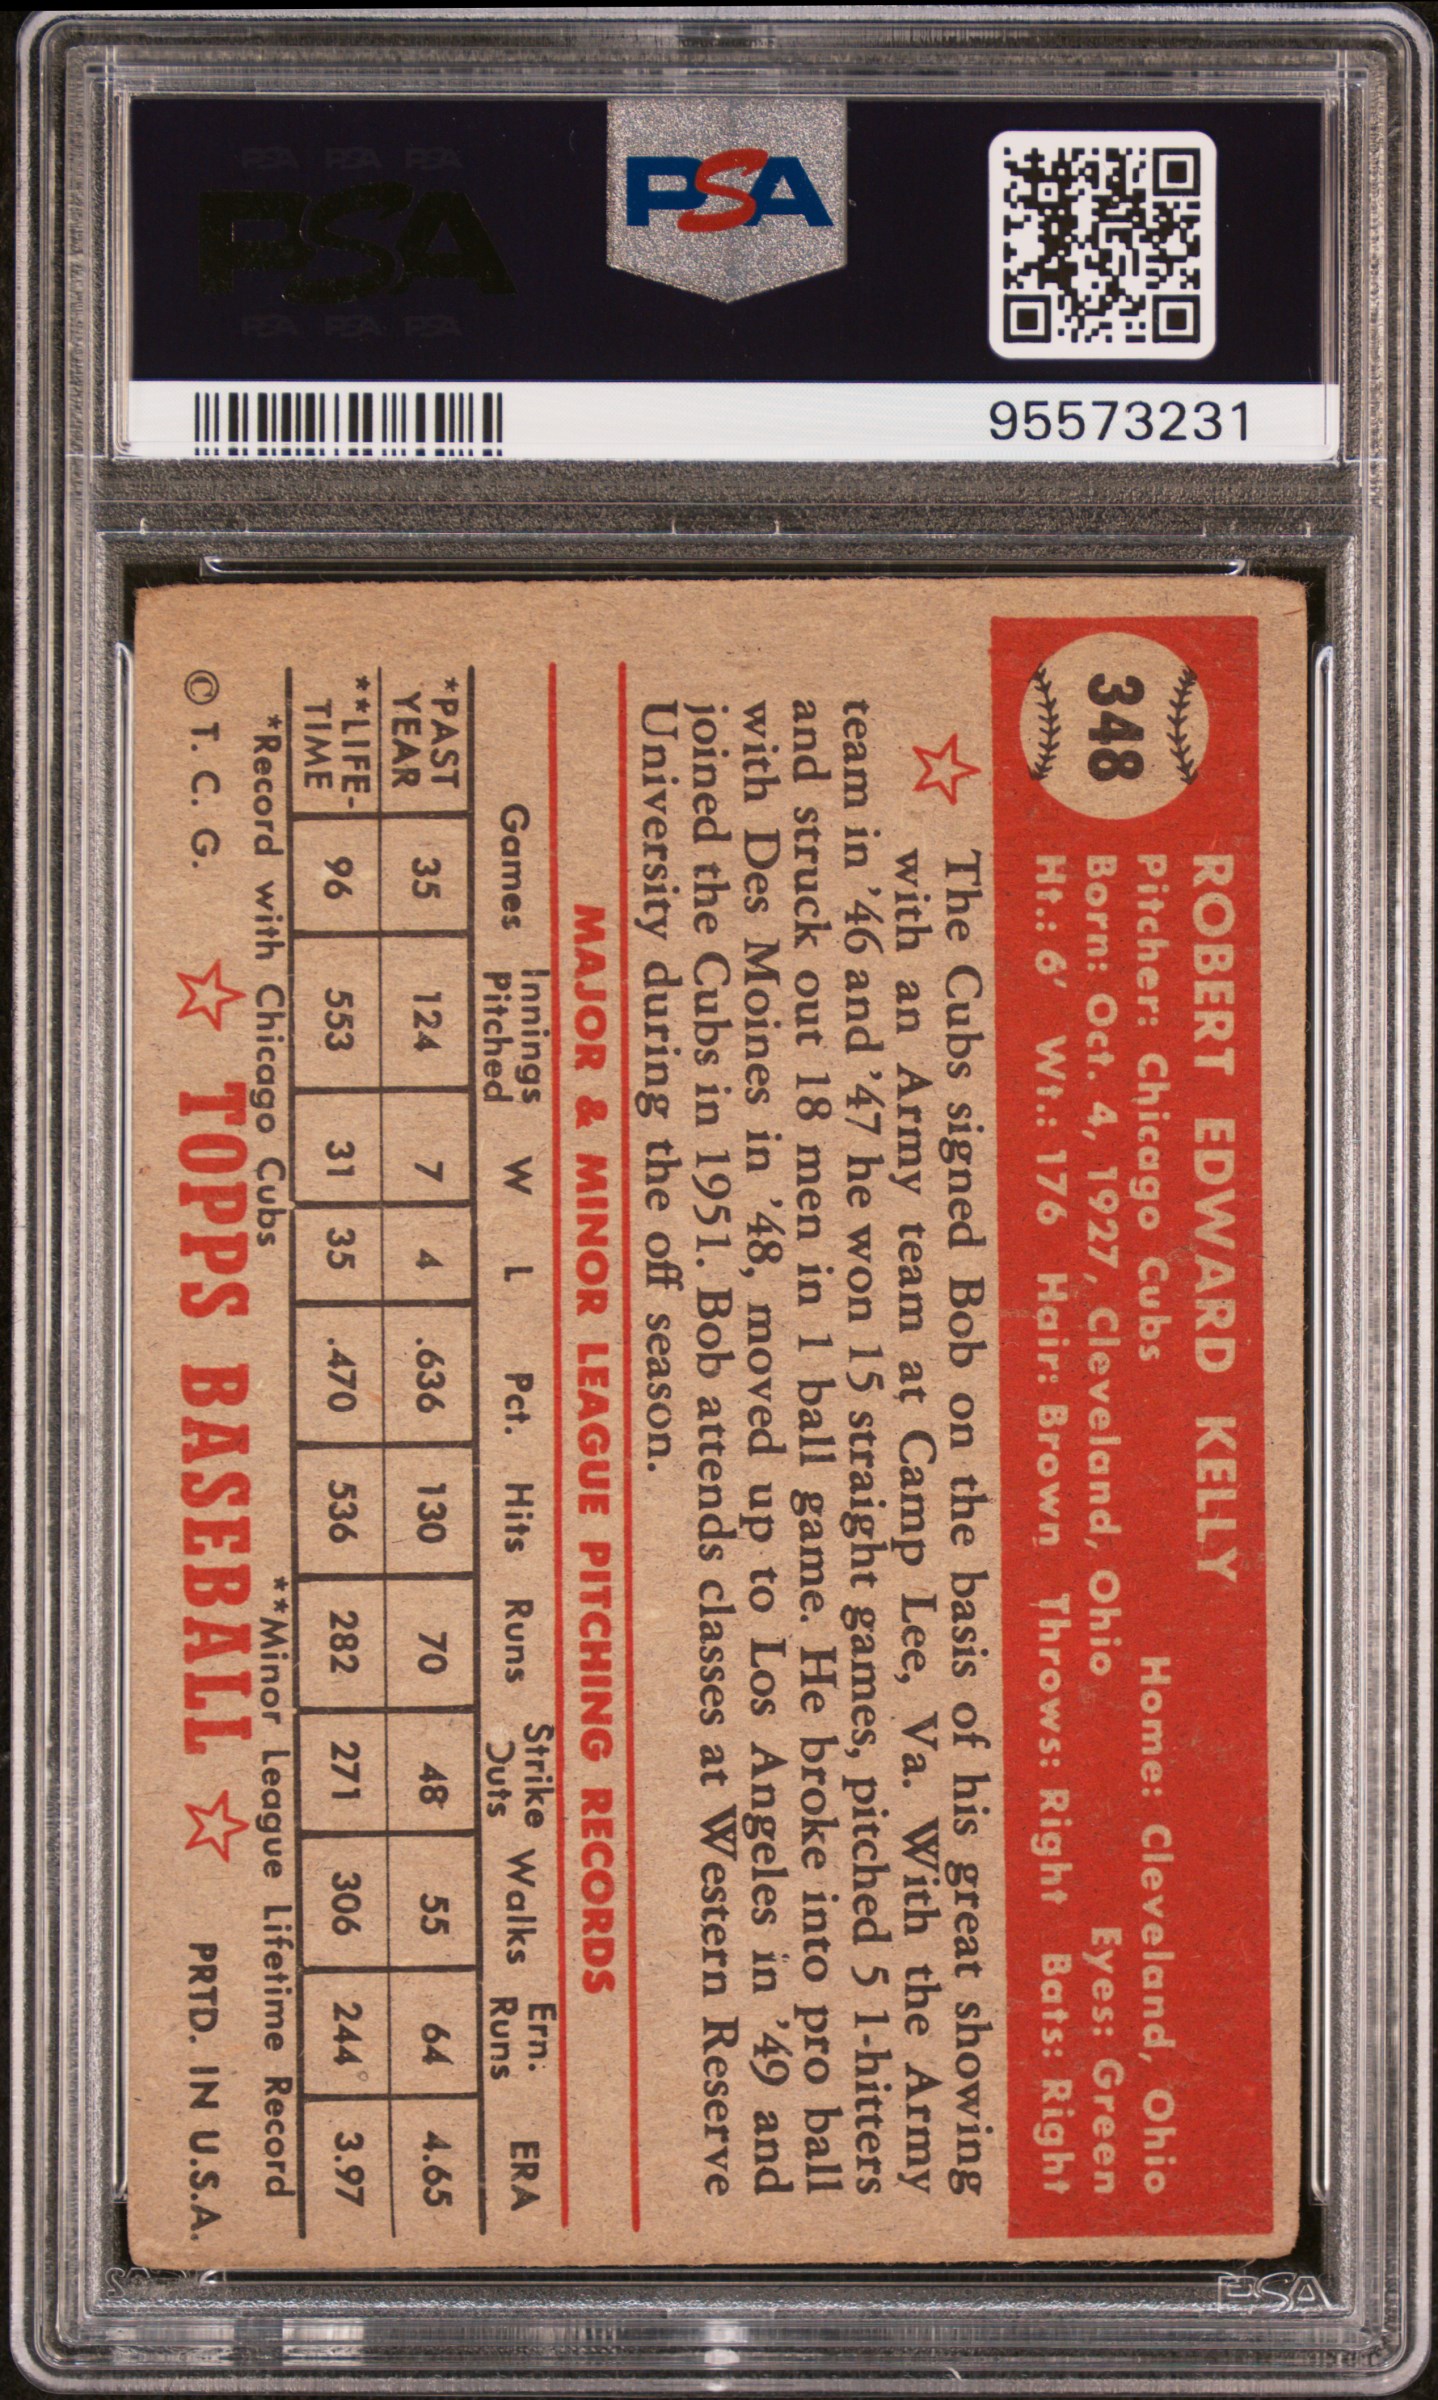 PSA PSA PSA
PSA
PSA PSA PSA
PSA
95573231
348
ROBERT EDWARD KELLY
Pitcher: Chicago Cubs Home: Cleveland, Ohio
Born: Oct. 4, 1927, Cleveland, Ohio Eyes: Green
Ht.: 6' Wt.: 176 Hair: Brown Throws: Right Bats: Right
The Cubs signed Bob on the basis of his great showing
with an Army team at Camp Lee, Va. With the Army
team in '46 and '47 he won 15 straight games, pitched 5 1-hitters
and struck out 18 men in 1 ball game. He broke into pro ball
with Des Moines in '48, moved up to Los Angeles in '49 and
joined the Cubs in 1951. Bob attends classes at Western Reserve
University during the off season.
MAJOR & MINOR LEAGUE PITCHING RECORDS
Games Innings Pitched W L Pct. Hits Runs Strike Outs Walks Ern. Runs ERA
*PAST YEAR 35 124 7 4 .636 130 70 48 55 64 4.65
**LIFE-TIME 96 553 31 35 .470 536 282 271 306 244 3.97
*Record with Chicago Cubs **Minor League Lifetime Record
© T. C. G. TOPPS BASEBALL PRTD. IN U.S.A.
PSA